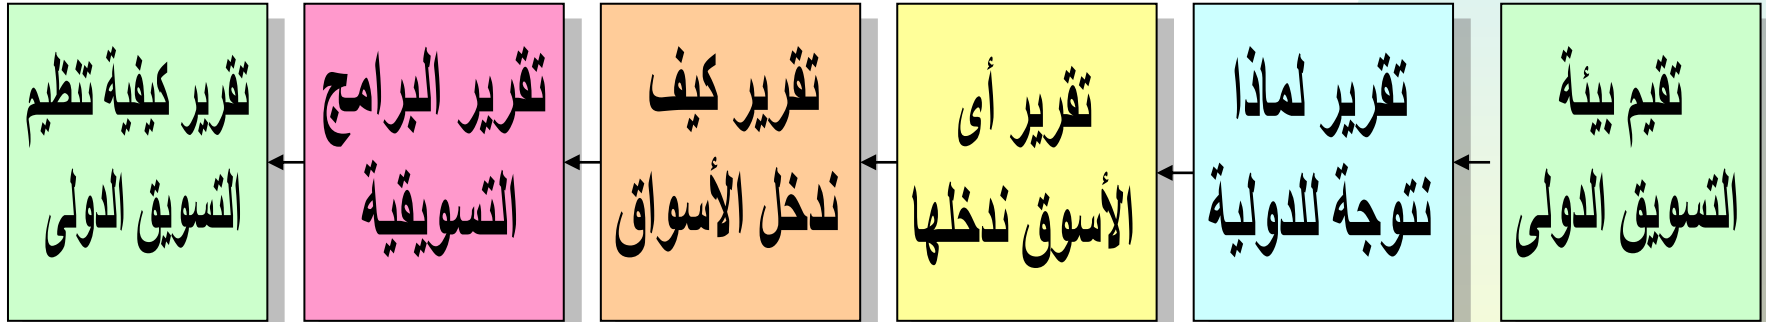 تقيم بيئة
التسويق الدولى
تقرير لماذا
نتوجة للدولية
تقرير أى
الأسوق ندخلها
تقرير كيف
ندخل الأسواق
تقرير البرامج
التسويقية
تقرير كيفية تنظيم
التسويق الدولى